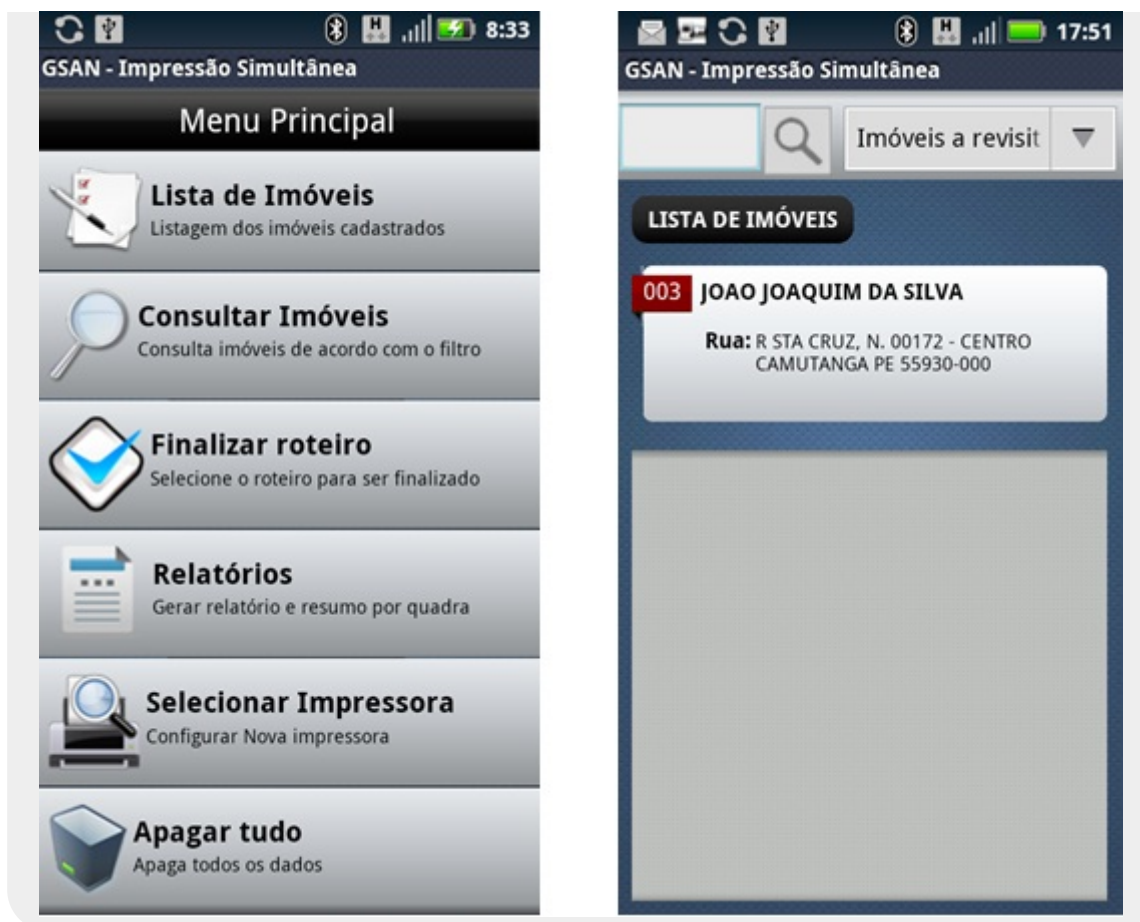 8:33
GSAN - Impressão Simultânea
Menu Principal
Lista de Imóveis
Listagem dos imóveis cadastrados
Consultar Imóveis
Consulta imóveis de acordo com o filtro
Finalizar roteiro
Selecione o roteiro para ser finalizado
Relatórios
Gerar relatório e resumo por quadra
Selecionar Impressora
Configurar Nova impressora
Apagar tudo
Apaga todos os dados
H 17:51
GSAN - Impressão Simultânea
Imóveis a revisit
LISTA DE IMÓVEIS
003 JOAO JOAQUIM DA SILVA
Rua: R STA CRUZ, N. 00172 - CENTRO
CAMUTANGA PE 55930-000